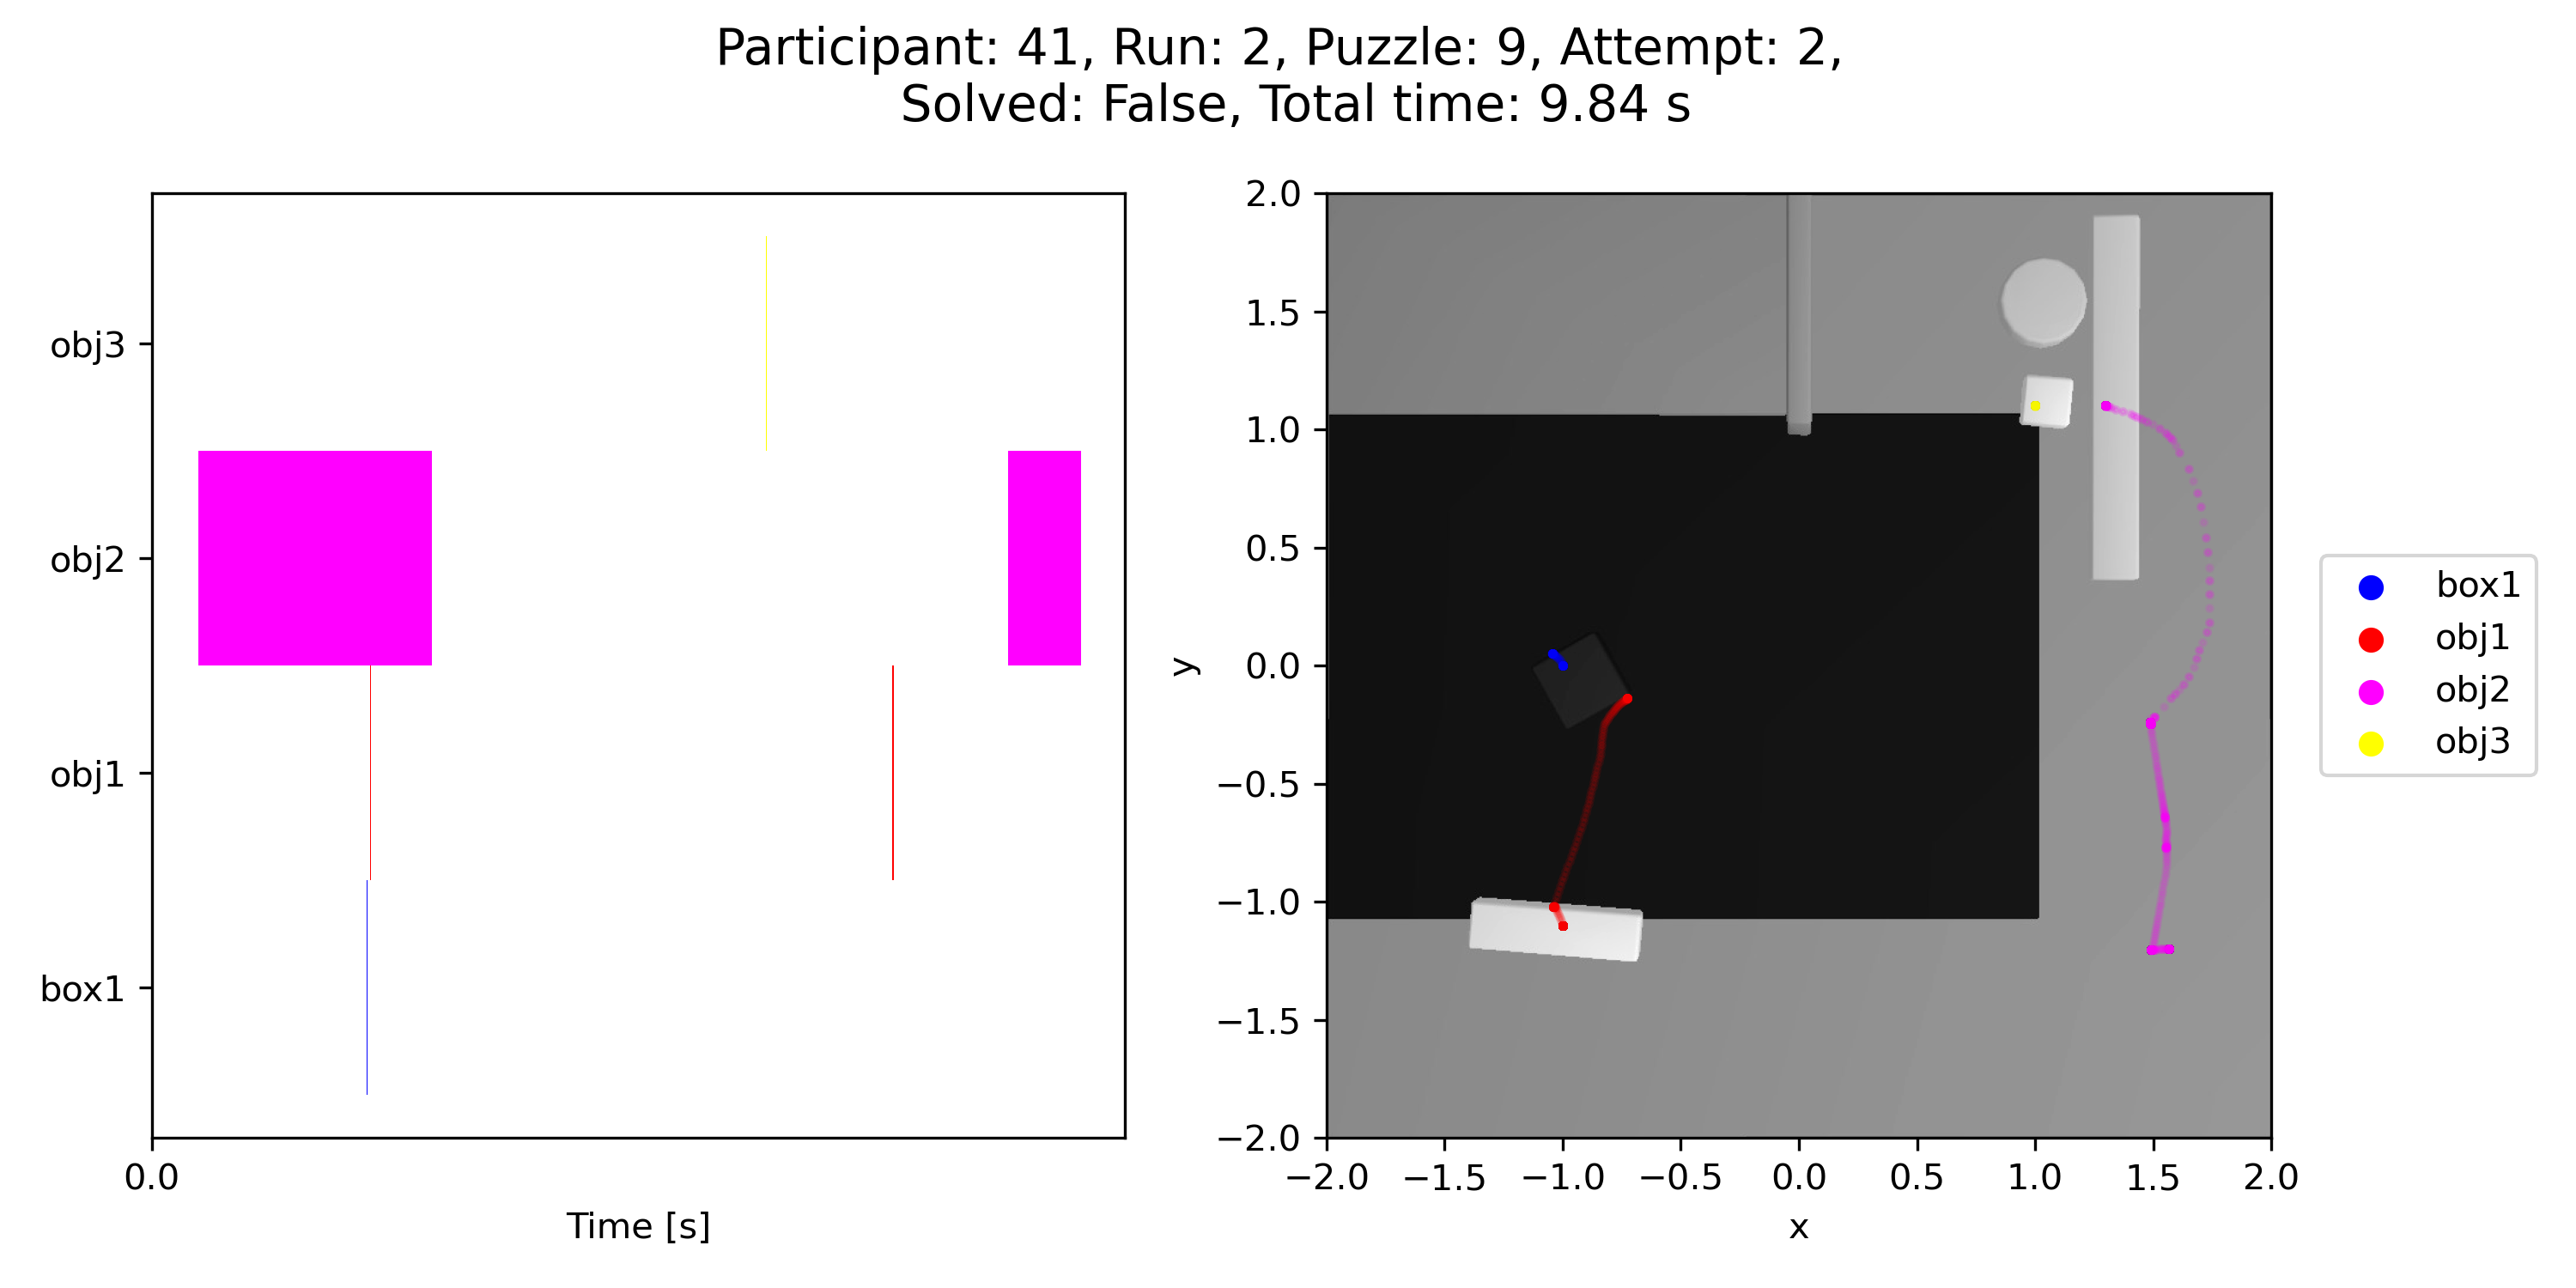 Participant: 41, Run: 2, Puzzle: 9, Attempt: 2,
Solved: False, Total time: 9.84 s
obj3
obj2
obj1
box1
0.0
Time [s]
2.0
1.5
1.0
0.5
0.0
−0.5
−1.0
−1.5
−2.0
y
−2.0 −1.5 −1.0 −0.5 0.0 0.5 1.0 1.5 2.0
x
box1
obj1
obj2
obj3